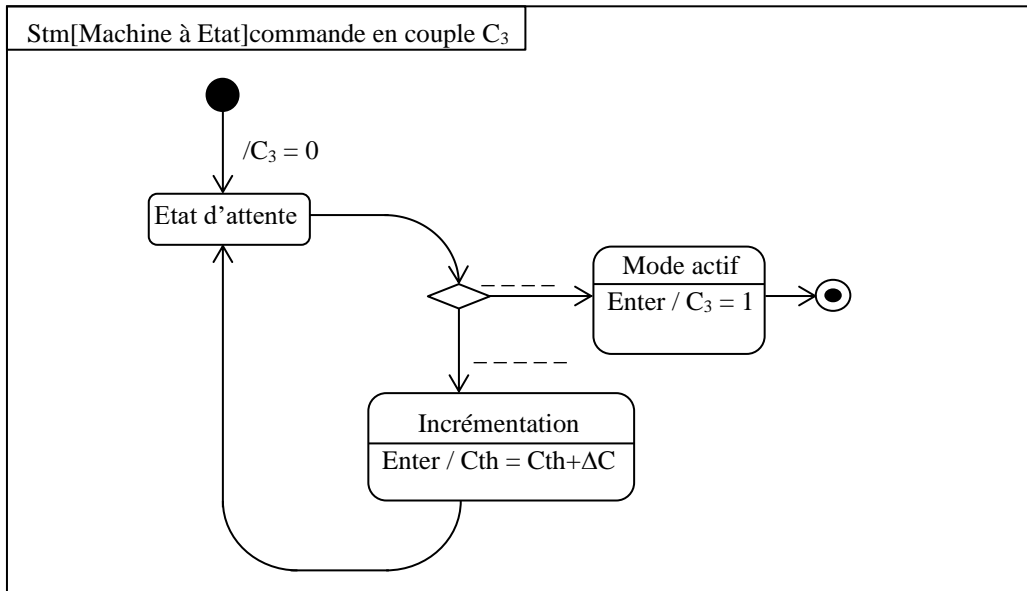 Stm[Machine à Etat]commande en couple C₃
/C₃ = 0
Etat d’attente
Mode actif
Enter / C₃ = 1
Incrémentation
Enter / Cth = Cth+ΔC